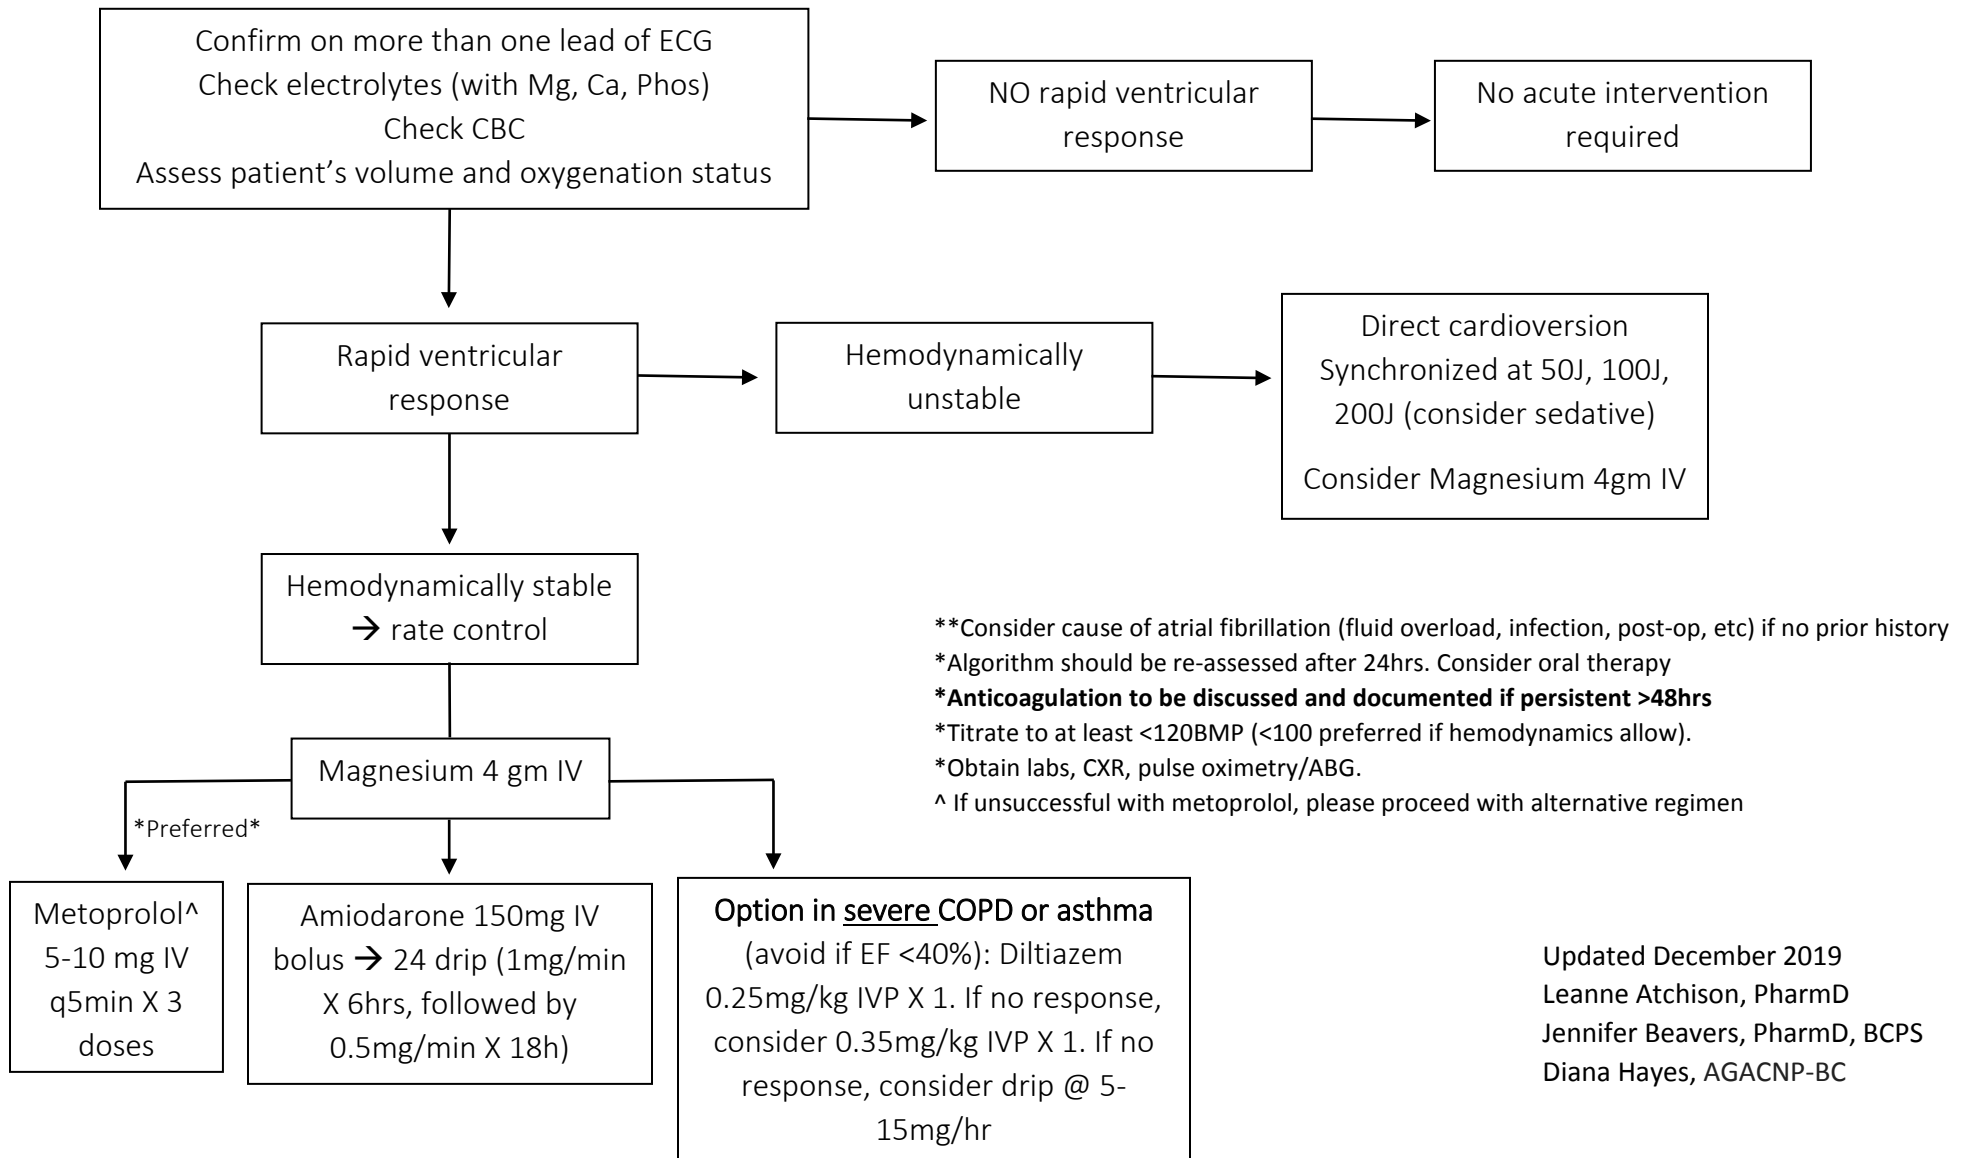 Confirm on more than one lead of ECG
Check electrolytes (with Mg, Ca, Phos)
Check CBC
Assess patient’s volume and oxygenation status
NO rapid ventricular
response
No acute intervention
required
Rapid ventricular
response
Hemodynamically
unstable
Direct cardioversion
Synchronized at 50J, 100J,
200J (consider sedative)
Consider Magnesium 4gm IV
Hemodynamically stable
→ rate control
**Consider cause of atrial fibrillation (fluid overload, infection, post-op, etc) if no prior history
*Algorithm should be re-assessed after 24hrs. Consider oral therapy
*Anticoagulation to be discussed and documented if persistent >48hrs
*Titrate to at least <120BMP (<100 preferred if hemodynamics allow).
*Obtain labs, CXR, pulse oximetry/ABG.
^ If unsuccessful with metoprolol, please proceed with alternative regimen
Magnesium 4 gm IV
*Preferred*
Metoprolol^
5-10 mg IV
q5min X 3
doses
Amiodarone 150mg IV
bolus → 24 drip (1mg/min
X 6hrs, followed by
0.5mg/min X 18h)
Option in severe COPD or asthma
(avoid if EF <40%): Diltiazem
0.25mg/kg IVP X 1. If no response,
consider 0.35mg/kg IVP X 1. If no
response, consider drip @ 5-
15mg/hr
Updated December 2019
Leanne Atchison, PharmD
Jennifer Beavers, PharmD, BCPS
Diana Hayes, AGACNP-BC